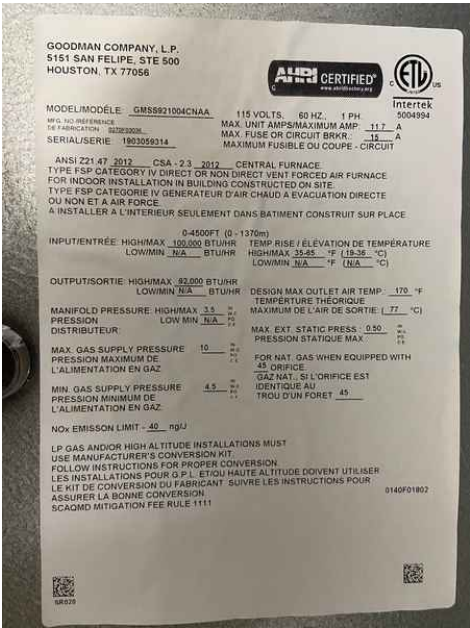 GOODMAN COMPANY, L.P.
5151 SAN FELIPE, STE 500
HOUSTON, TX 77056
AHRI CERTIFIED®
www.ahridirectory.org
ETL
C US
Intertek
5004994
MODEL/MODÉLE: GMSS921004CNAA
MFG. NO./REFERENCE
DE FABRICATION
SERIAL/SERIE: 1903059314
115 VOLTS, 60 HZ., 1 PH.
MAX. UNIT AMPS/MAXIMUM AMP: 11.7 A
MAX. FUSE OR CIRCUIT BRKR.: 15 A
MAXIMUM FUSIBLE OU COUPE - CIRCUIT
ANSI Z21.47 2012 CSA - 2.3 2012 CENTRAL FURNACE.
TYPE FSP CATEGORY IV DIRECT OR NON DIRECT VENT FORCED AIR FURNACE
FOR INDOOR INSTALLATION IN BUILDING CONSTRUCTED ON SITE.
TYPE FSP CATEGORIE IV GENERATEUR D'AIR CHAUD A EVACUATION DIRECTE
OU NON ET A AIR FORCE.
A INSTALLER A L'INTERIEUR SEULEMENT DANS BATIMENT CONSTRUIT SUR PLACE.
0-4500FT (0 - 1370m)
INPUT/ENTRÉE: HIGH/MAX 100,000 BTU/HR
LOW/MIN N/A BTU/HR
TEMP RISE / ÉLÉVATION DE TEMPÉRATURE
HIGH/MAX 35-65 °F (19-36 °C)
LOW/MIN N/A °F (N/A °C)
OUTPUT/SORTIE: HIGH/MAX 92,000 BTU/HR
LOW/MIN N/A BTU/HR
DESIGN MAX OUTLET AIR TEMP: 170 °F
TEMPÉRTURE THÉORIQUE
MAXIMUM DE L'AIR DE SORTIE: ( 77 °C)
MANIFOLD PRESSURE: HIGH/MAX 3.5
PRESSION LOW MIN N/A
DISTRIBUTEUR:
MAX. EXT. STATIC PRESS : 0.50
PRESSION STATIQUE MAX
MAX. GAS SUPPLY PRESSURE 10
PRESSION MAXIMUM DE
L'ALIMENTATION EN GAZ
FOR NAT. GAS WHEN EQUIPPED WITH
45 ORIFICE.
GAZ NAT., SI L'ORIFICE EST
IDENTIQUE AU
TROU D'UN FORET 45
MIN. GAS SUPPLY PRESSURE 4.5
PRESSION MINIMUM DE
L'ALIMENTATION EN GAZ
NOx EMISSON LIMIT - 40 ng/J
LP GAS AND/OR HIGH ALTITUDE INSTALLATIONS MUST
USE MANUFACTURER'S CONVERSION KIT.
FOLLOW INSTRUCTIONS FOR PROPER CONVERSION
LES INSTALLATIONS POUR G.P.L. ET/OU HAUTE ALTITUDE DOIVENT UTILISER
LE KIT DE CONVERSION DU FABRICANT. SUIVRE LES INSTRUCTIONS POUR
ASSURER LA BONNE CONVERSION.
SCAQMD MITIGATION FEE RULE 1111
0140F01802